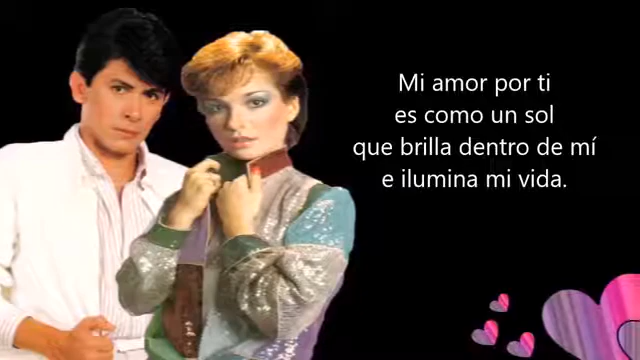 Mi amor por ti
es como un sol
que brilla dentro de mí
e ilumina mi vida.